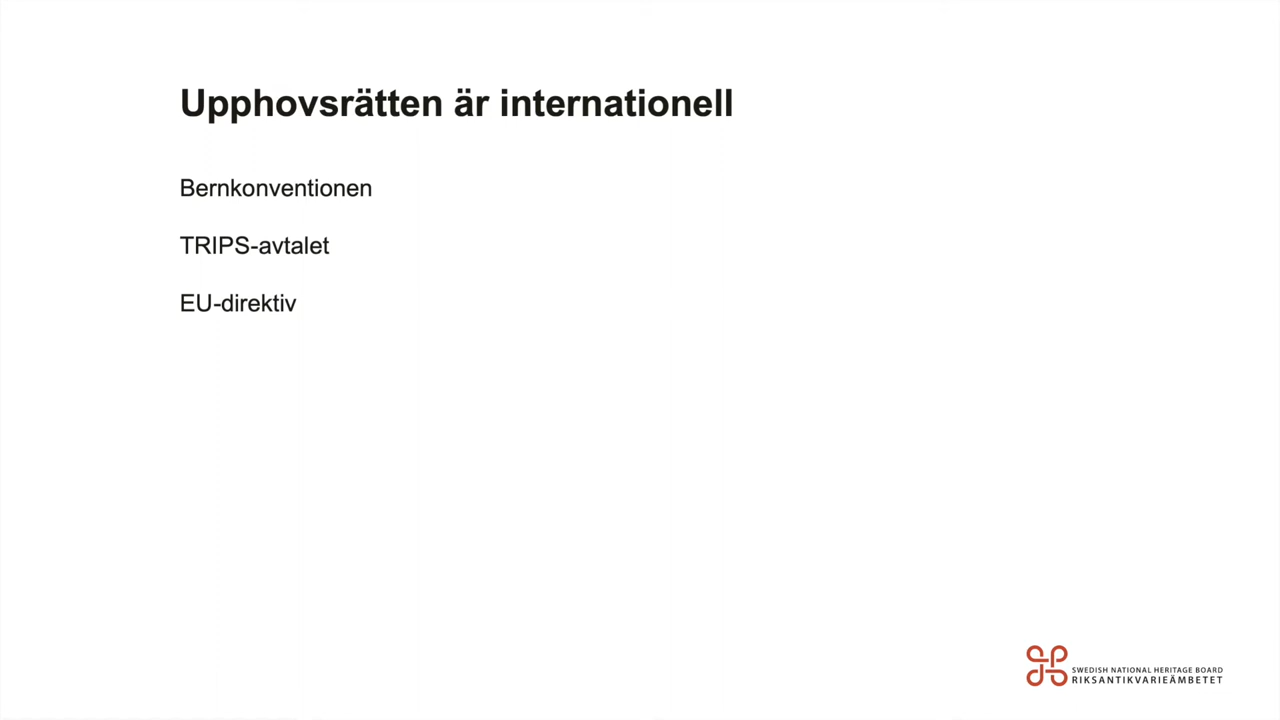 Upphovsrätten är internationell
Bernkonventionen
TRIPS-avtalet
EU-direktiv
SWEDISH NATIONAL HERITAGE BOARD
RIKSANTIKVARIEÄMBETET